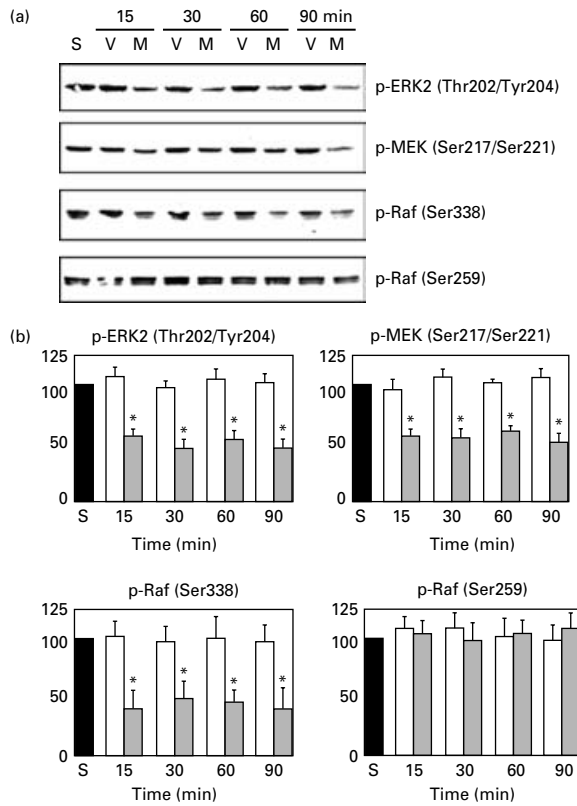 (a)
15 30 60 90 min
S V M V M V M V M
p-ERK2 (Thr202/Tyr204)
p-MEK (Ser217/Ser221)
p-Raf (Ser338)
p-Raf (Ser259)
(b)
p-ERK2 (Thr202/Tyr204)
125
100
50
0
* * * *
S 15 30 60 90
Time (min)
p-MEK (Ser217/Ser221)
125
100
50
0
* * * *
S 15 30 60 90
Time (min)
p-Raf (Ser338)
125
100
50
0
* * * *
S 15 30 60 90
Time (min)
p-Raf (Ser259)
125
100
50
0
S 15 30 60 90
Time (min)